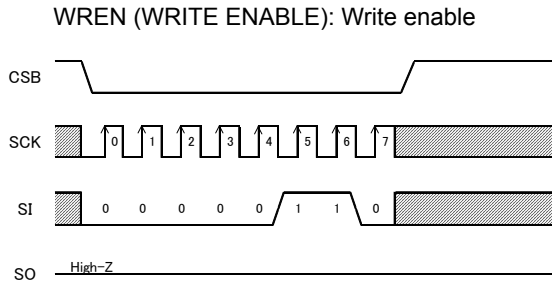 WREN (WRITE ENABLE): Write enable
CSB
SCK
0 1 2 3 4 5 6 7
SI
0 0 0 0 0 1 1 0
SO
High-Z